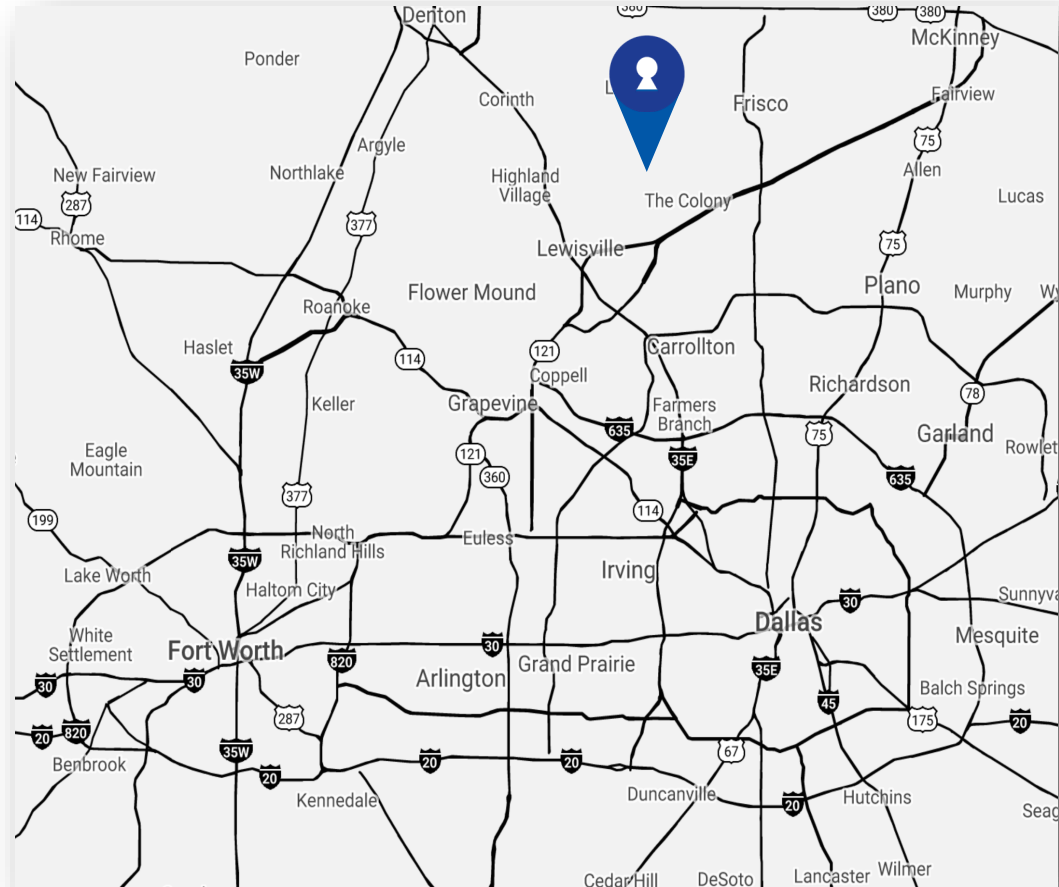 380
380
380
Denton
McKinney
Ponder
Fairview
Corinth
L
Frisco
75
Argyle
Allen
Northlake
New Fairview
Highland
Village
Lucas
The Colony
287
114
377
Rhome
75
Lewisville
Plano
Flower Mound
Murphy
Wy
Roanoke
Haslet
121
Carrollton
114
35W
Coppell
Richardson
78
Keller
Grapevine
Farmers
Branch
635
75
Garland
Rowlet
Eagle
Mountain
121
35E
360
635
377
114
199
North
Richland Hills
Euless
35W
Irving
Lake Worth
Haltom City
30
Sunnyva
Dallas
White
Settlement
Fort Worth
30
Mesquite
820
Grand Prairie
35E
Arlington
30
30
Balch Springs
45
287
175
20
820
20
35W
67
Benbrook
20
20
20
Kennedale
Duncanville
20
Hutchins
Seag
Cedar Hill
DeSoto
Lancaster
Wilmer